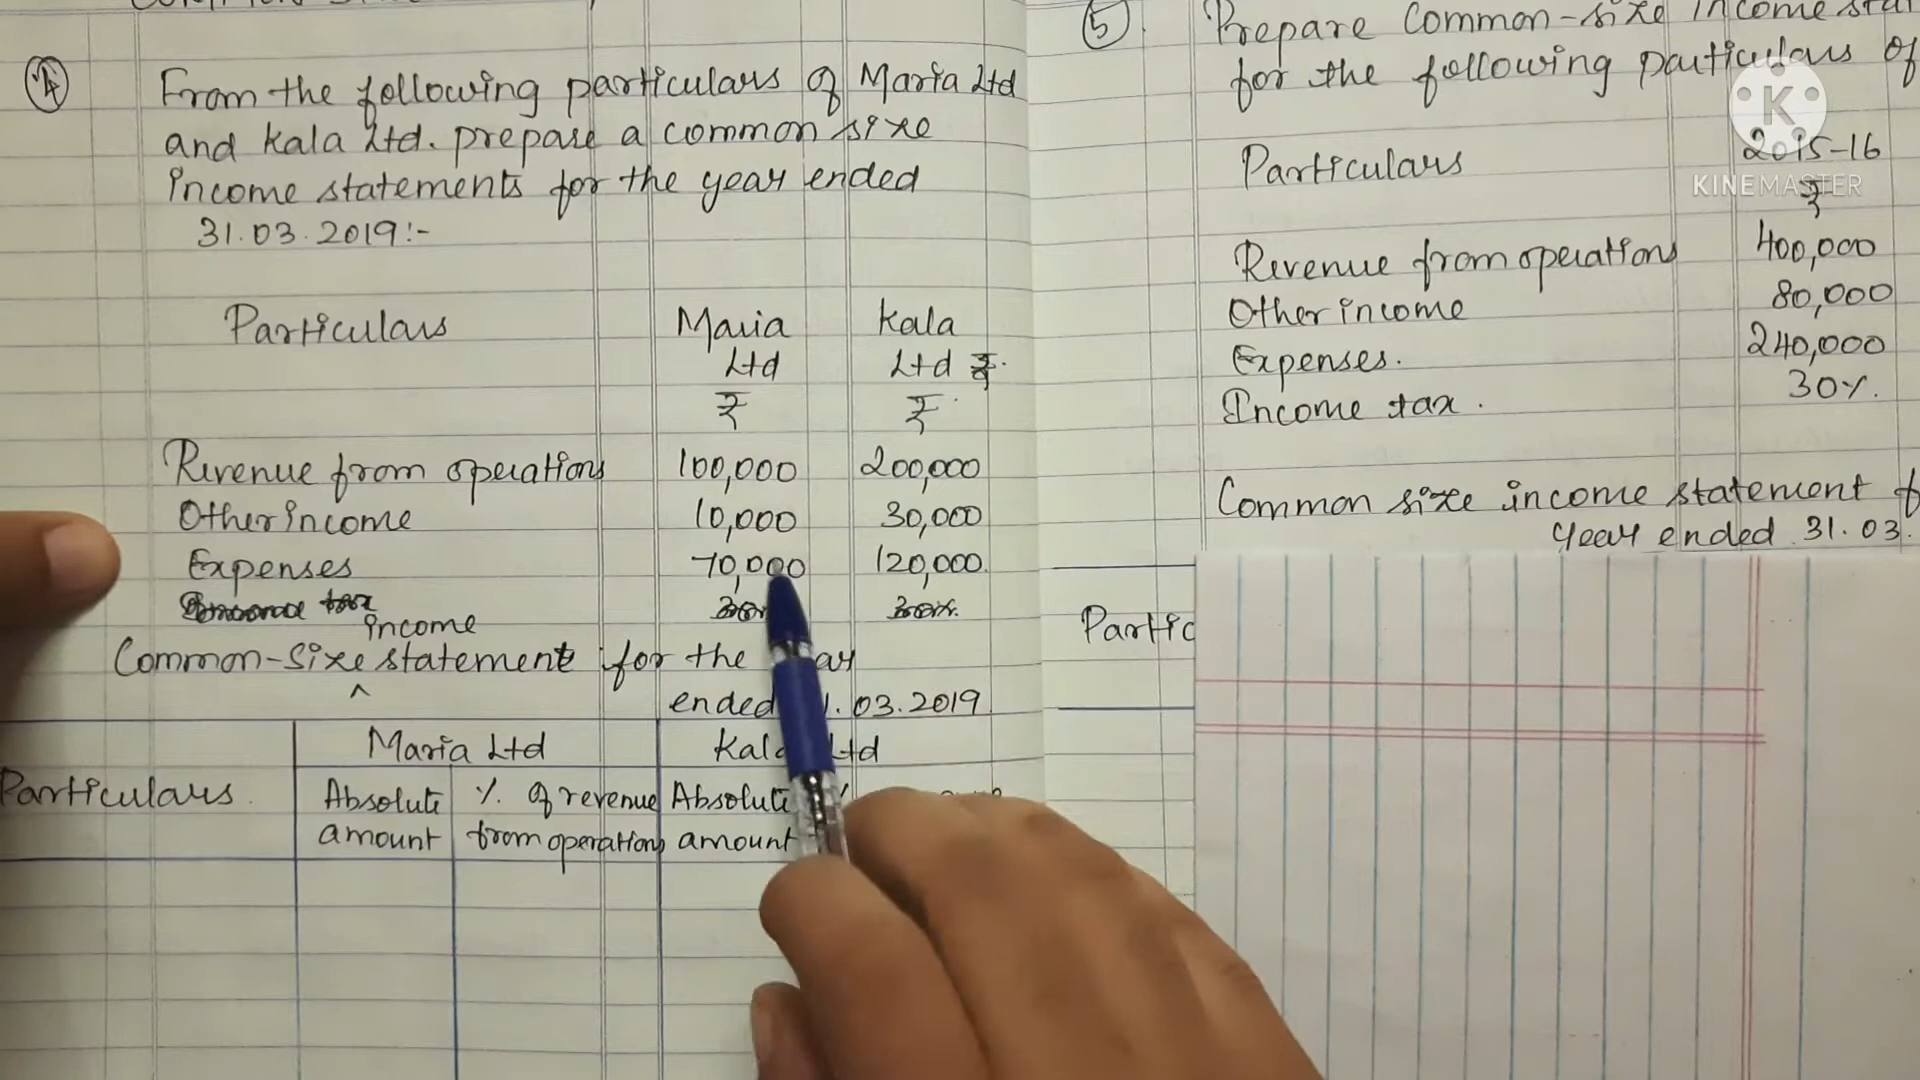 4
From the following particulars of Maria Ltd
and Kala Ltd. prepare a common size
income statements for the year ended
31.03.2019:-
Particulars Maria Kala
Ltd Ltd ₹
₹ ₹
Revenue from operations 100,000 200,000
Other income 10,000 30,000
Expenses 70,000 120,000
income
Common-size statement for the
ended .03.2019
Maria Ltd Kala Ltd
Particulars. Absolute % of revenue Absolute
amount from operations amount
5. Prepare Common-size income
for the following particulars of
K
Particulars 2015-16
KINEMASTER
₹
Revenue from operations 400,000
Other income 80,000
Expenses. 240,000
Income tax. 30%.
Common size income statement
year ended 31.03.
Partic